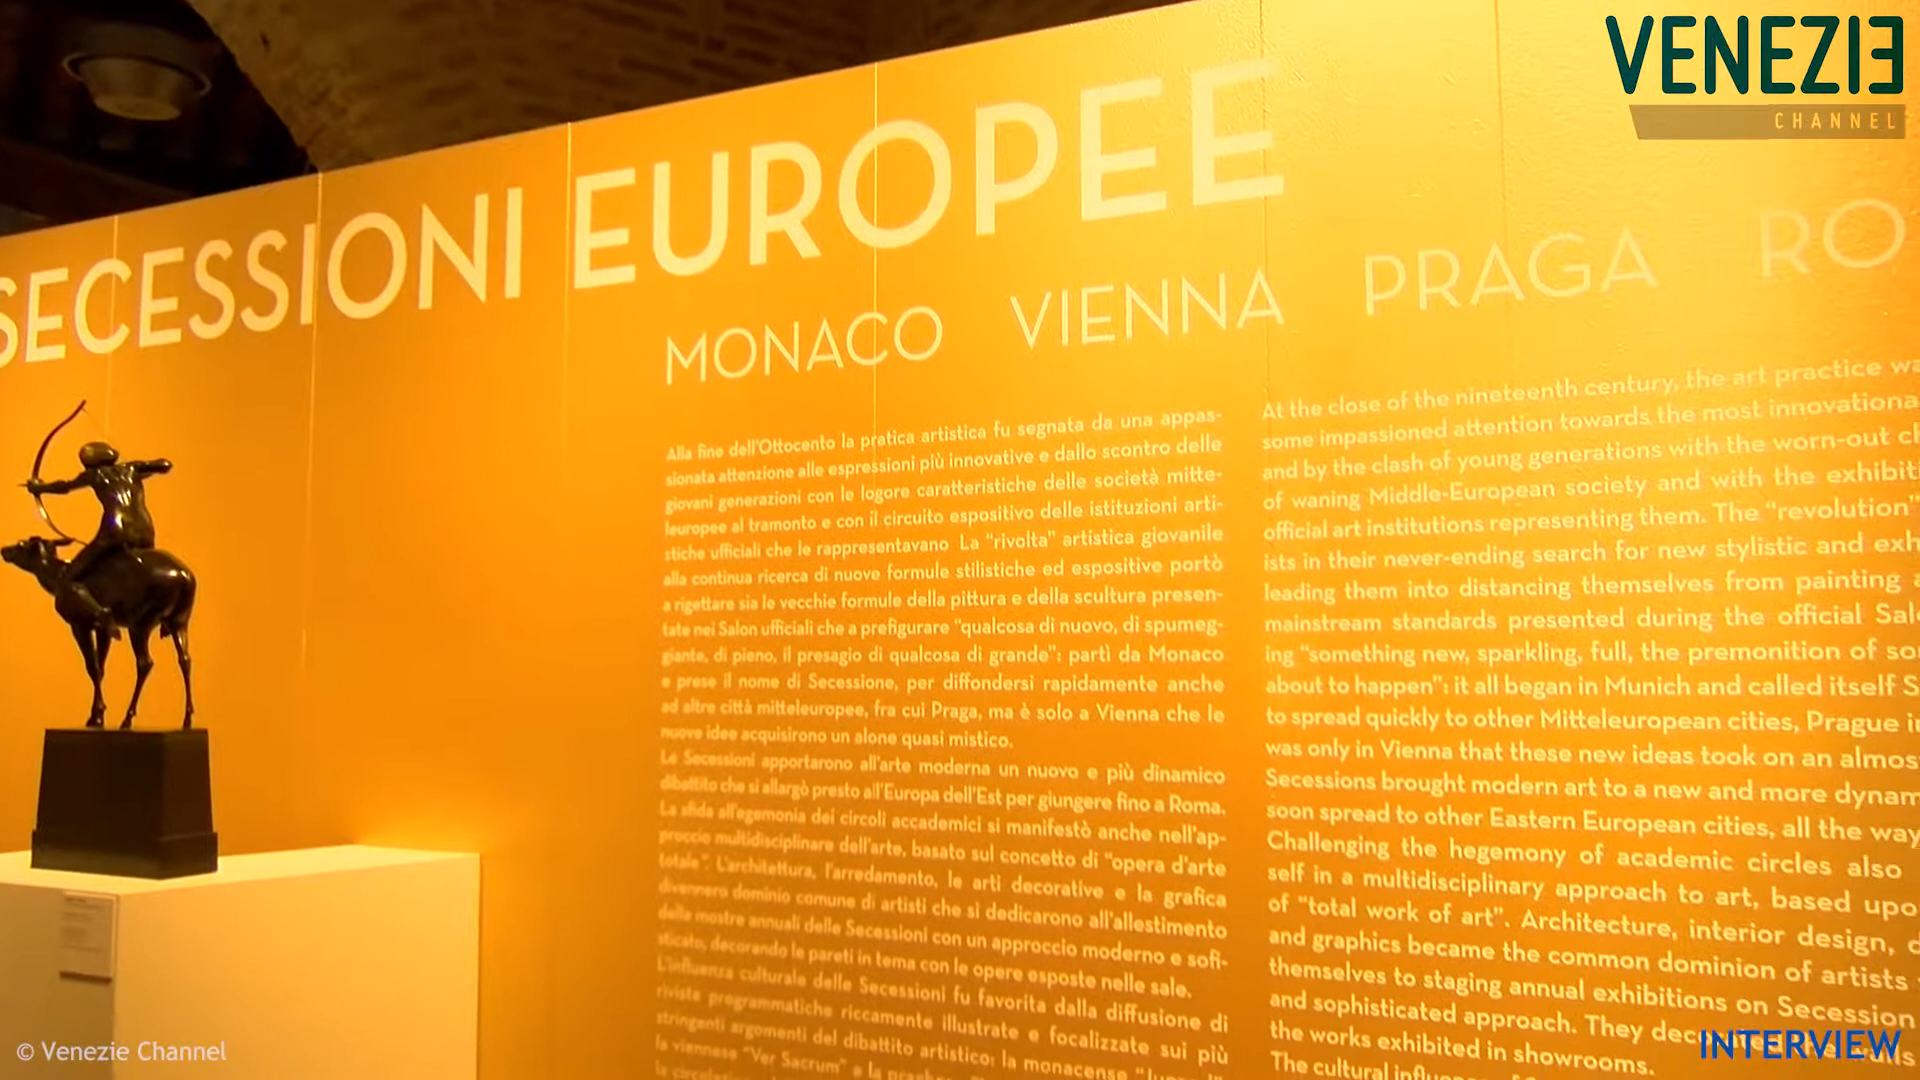 VENEZIE
CHANNEL
SECESSIONI EUROPEE
MONACO VIENNA PRAGA RO
Alla fine dell'Ottocento la pratica artistica fu segnata da una appas-
sionata attenzione alle espressioni più innovative e dallo scontro delle
giovani generazioni con le logore caratteristiche delle società mitte-
leuropee al tramonto e con il circuito espositivo delle istituzioni arti-
stiche ufficiali che le rappresentavano La “rivolta” artistica giovanile
alla continua ricerca di nuove formule stilistiche ed espositive portò
a rigettare sia le vecchie formule della pittura e della scultura presen-
tate nei Salon ufficiali che a prefigurare “qualcosa di nuovo, di spumeg-
giante, di pieno, il presagio di qualcosa di grande”: partì da Monaco
e prese il nome di Secessione, per diffondersi rapidamente anche
ad altre città mitteleuropee, fra cui Praga, ma è solo a Vienna che le
nuove idee acquisirono un alone quasi mistico.
Le Secessioni apportarono all'arte moderna un nuovo e più dinamico
dibattito che si allargò presto all'Europa dell'Est per giungere fino a Roma.
La sfida all'egemonia dei circoli accademici si manifestò anche nell'ap-
proccio multidisciplinare dell'arte, basato sul concetto di “opera d'arte
totale”. L'architettura, l'arredamento, le arti decorative e la grafica
divennero dominio comune di artisti che si dedicarono all'allestimento
delle mostre annuali delle Secessioni con un approccio moderno e sofi-
sticato, decorando le pareti in tema con le opere esposte nelle sale.
L'influenza culturale delle Secessioni fu favorita dalla diffusione di
riviste programmatiche riccamente illustrate e focalizzate sui più
stringenti argomenti del dibattito artistico: la monacense
la viennese “Ver Sacrum” e la
At the close of the nineteenth century, the art practice wa
some impassioned attention towards the most innovationa
and by the clash of young generations with the worn-out c
of waning Middle-European society and with the exhibit
official art institutions representing them. The “revolution”
ists in their never-ending search for new stylistic and exh
leading them into distancing themselves from painting a
mainstream standards presented during the official Sal
ing “something new, sparkling, full, the premonition of so
about to happen”: it all began in Munich and called itself S
to spread quickly to other Mitteleuropean cities, Prague i
was only in Vienna that these new ideas took on an almos
Secessions brought modern art to a new and more dynam
soon spread to other Eastern European cities, all the way
Challenging the hegemony of academic circles also
self in a multidisciplinary approach to art, based upo
of “total work of art”. Architecture, interior design, d
and graphics became the common dominion of artists
themselves to staging annual exhibitions on Secession
and sophisticated approach. They decorated the walls
the works exhibited in showrooms.
The cultural
© Venezie Channel
INTERVIEW